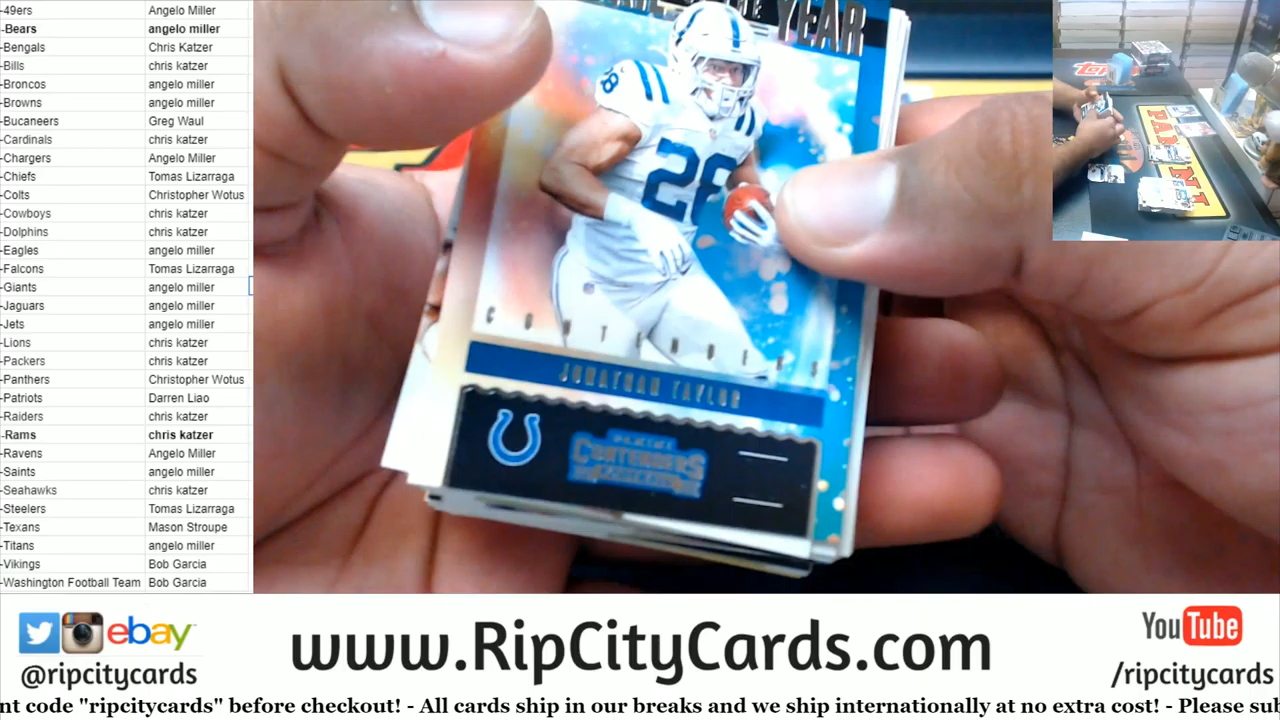 -49ers Angelo Miller
-Bears angelo miller
-Bengals Chris Katzer
-Bills chris katzer
-Broncos angelo miller
-Browns angelo miller
-Bucaneers Greg Waul
-Cardinals chris katzer
-Chargers Angelo Miller
-Chiefs Tomas Lizarraga
-Colts Christopher Wotus
-Cowboys chris katzer
-Dolphins chris katzer
-Eagles angelo miller
-Falcons Tomas Lizarraga
-Giants angelo miller
-Jaguars angelo miller
-Jets angelo miller
-Lions chris katzer
-Packers chris katzer
-Panthers Christopher Wotus
-Patriots Darren Liao
-Raiders chris katzer
-Rams chris katzer
-Ravens Angelo Miller
-Saints angelo miller
-Seahawks chris katzer
-Steelers Tomas Lizarraga
-Texans Mason Stroupe
-Titans angelo miller
-Vikings Bob Garcia
-Washington Football Team Bob Garcia
YEAR
28
28
CONTENDERS
JONATHAN TAYLOR
PANINI
CONTENDERS
Topps
PANINI
ebay
@ripcitycards
www.RipCityCards.com
YouTube
/ripcitycards
nt code "ripcitycards" before checkout! - All cards ship in our breaks and we ship internationally at no extra cost! - Please sub